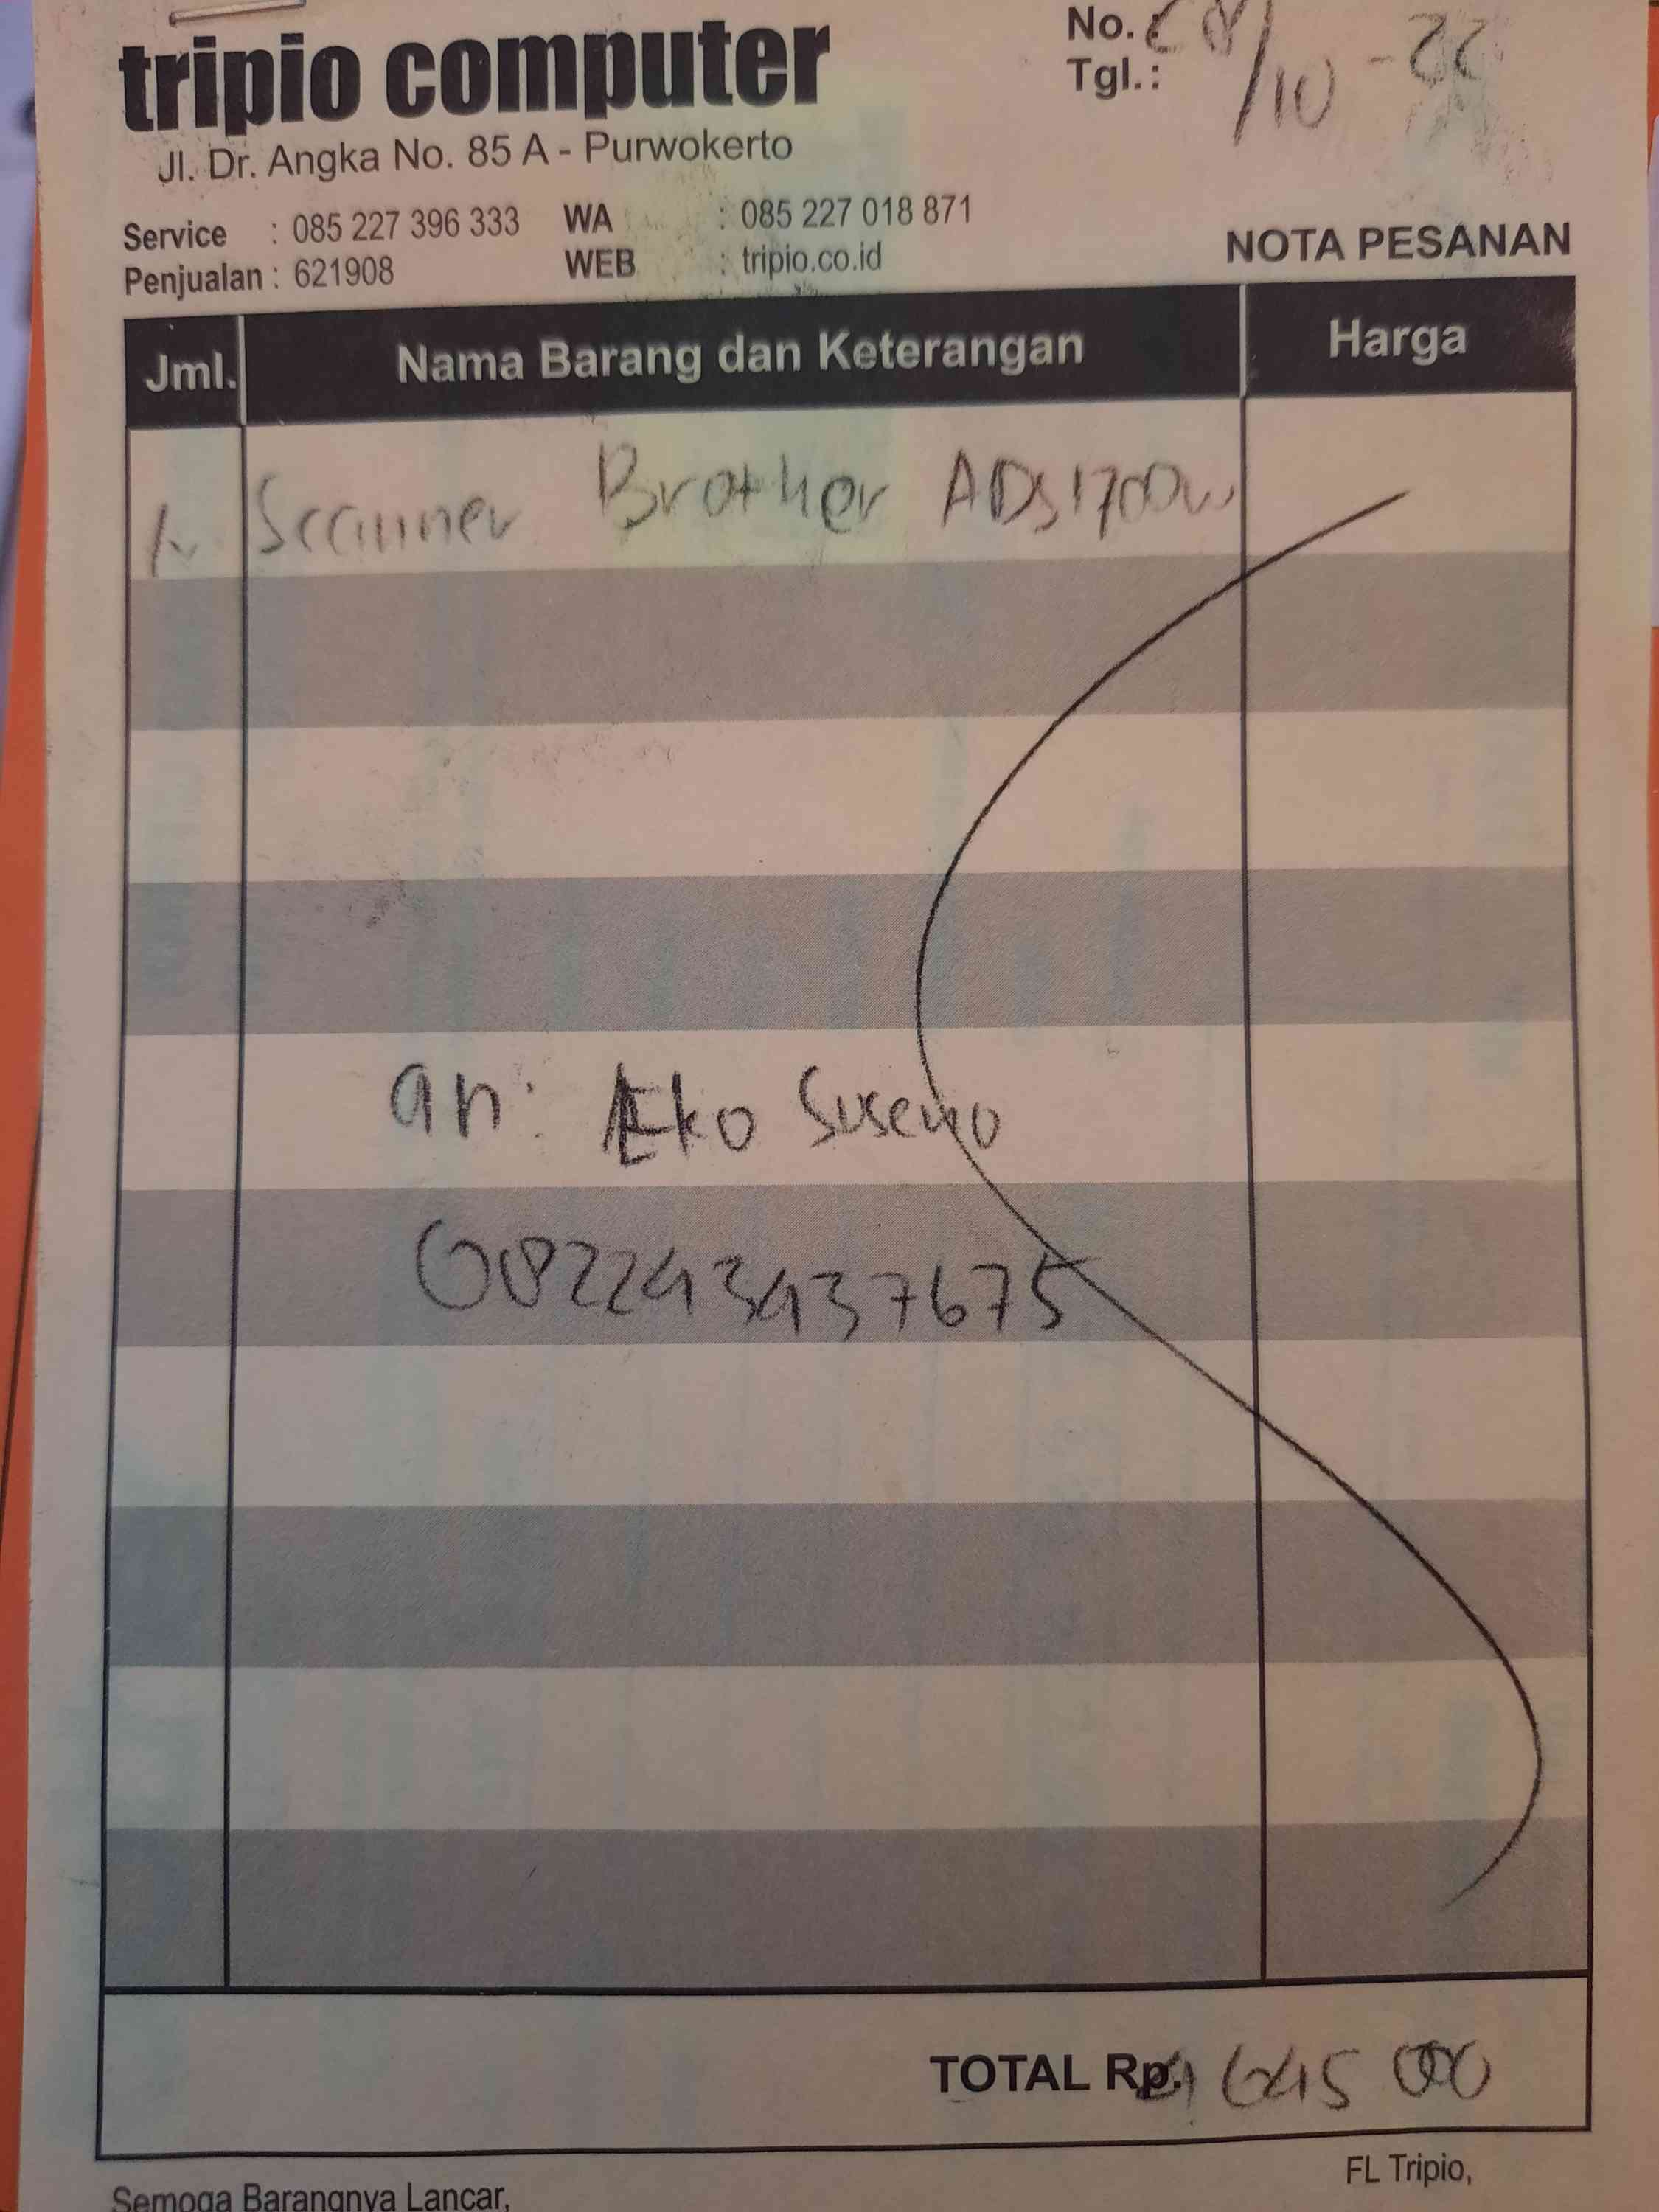 tripio computer
Jl. Dr. Angka No. 85 A - Purwokerto
No. :
Tgl. : 28/10-22
Service : 085 227 396 333 WA : 085 227 018 871
Penjualan : 621908 WEB : tripio.co.id
NOTA PESANAN
Jml. Nama Barang dan Keterangan Harga
1 Scanner Brother ADS1700w
an: Eko Suseno
082243437675
TOTAL Rp. 4645000
FL Tripio,
Semoga Barangnya Lancar,